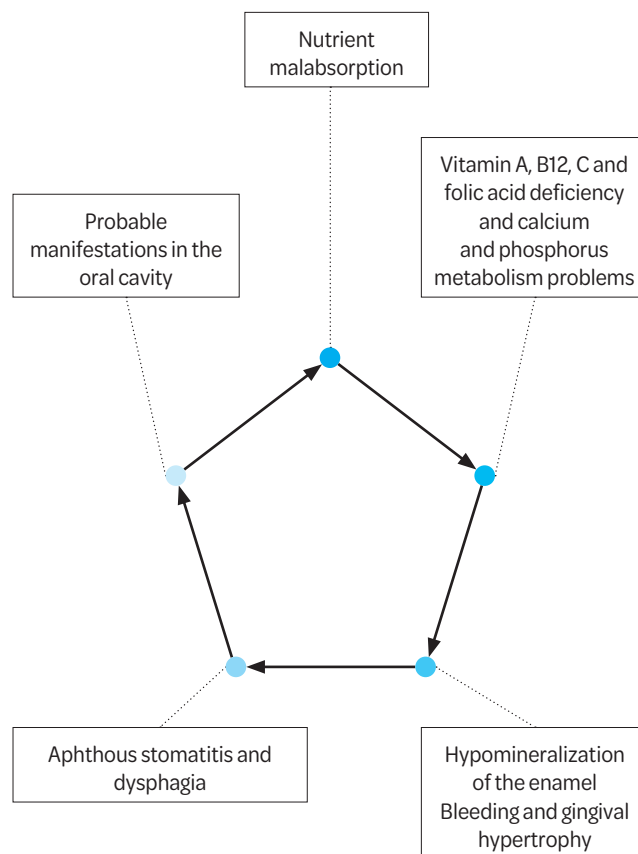 Nutrient
malabsorption
Vitamin A, B12, C and
folic acid deficiency
and calcium
and phosphorus
metabolism problems
Probable
manifestations in the
oral cavity
Aphthous stomatitis and
dysphagia
Hypomineralization
of the enamel
Bleeding and gingival
hypertrophy